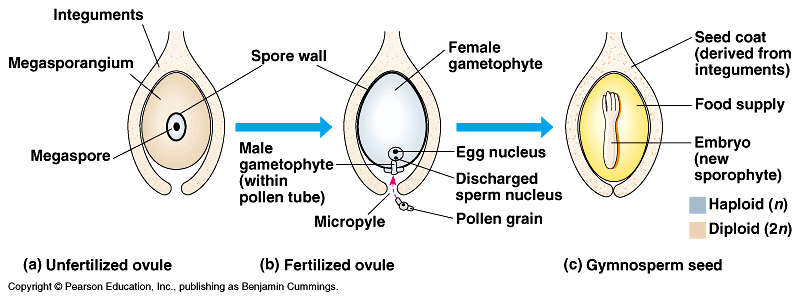 Integuments
Megasporangium
Megaspore
Spore wall
Female
gametophyte
Male
gametophyte
(within
pollen tube)
Micropyle
Egg nucleus
Discharged
sperm nucleus
Pollen grain
Seed coat
(derived from
integuments)
Food supply
Embryo
(new
sporophyte)
Haploid (n)
Diploid (2n)
(a) Unfertilized ovule
(b) Fertilized ovule
(c) Gymnosperm seed
Copyright © Pearson Education, Inc., publishing as Benjamin Cummings.